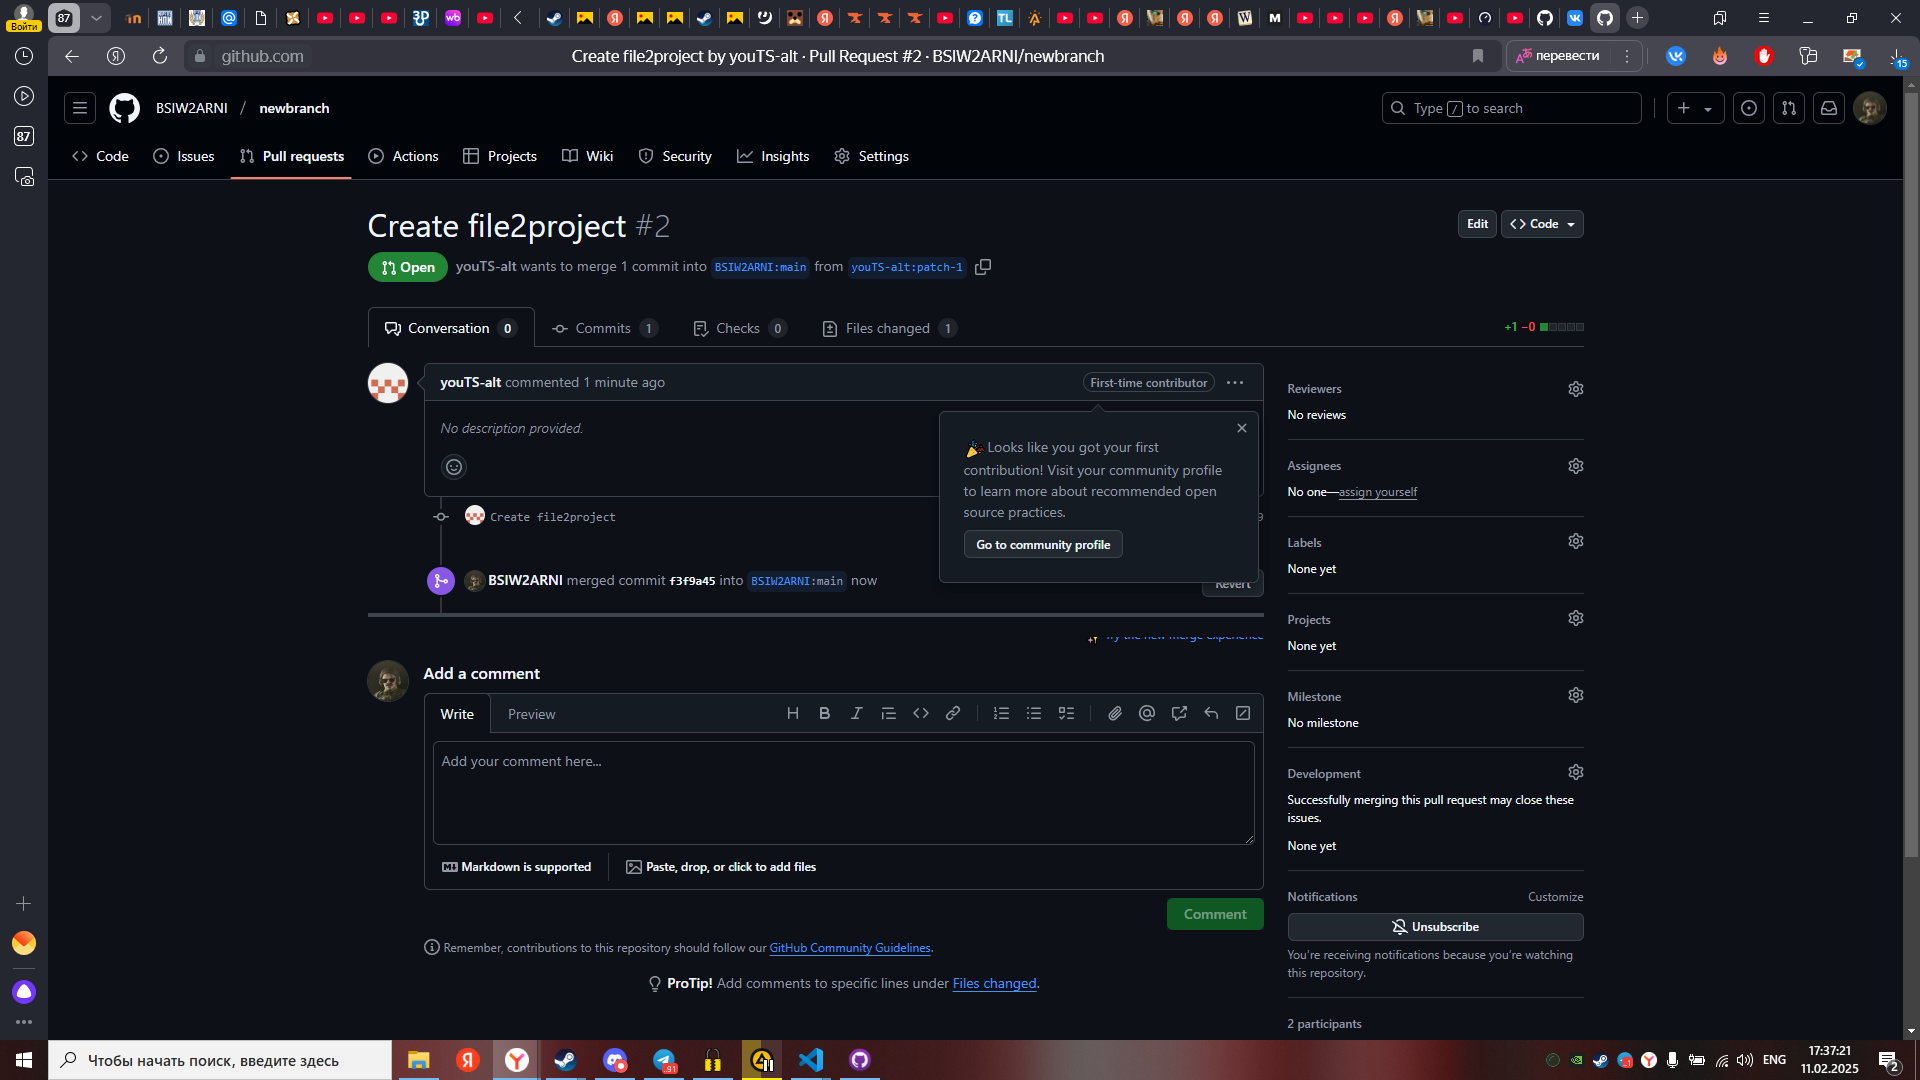 Войти
87
github.com
Create file2project by youTS-alt · Pull Request #2 · BSIW2ARNI/newbranch
перевести
15
87
BSIW2ARNI / newbranch
Type / to search
Code
Issues
Pull requests
Actions
Projects
Wiki
Security
Insights
Settings
Create file2project #2
Edit
Code
Open
youTS-alt wants to merge 1 commit into BSIW2ARNI:main from youTS-alt:patch-1
Conversation 0
Commits 1
Checks 0
Files changed 1
+1 −0
youTS-alt commented 1 minute ago
First-time contributor
No description provided.
Looks like you got your first
contribution! Visit your community profile
to learn more about recommended open
source practices.
Go to community profile
Create file2project
BSIW2ARNI merged commit f3f9a45 into BSIW2ARNI:main now
Revert
Try the new merge experience
Add a comment
Write
Preview
Add your comment here...
Markdown is supported
Paste, drop, or click to add files
Comment
Remember, contributions to this repository should follow our GitHub Community Guidelines.
ProTip! Add comments to specific lines under Files changed.
Reviewers
No reviews
Assignees
No one—assign yourself
Labels
None yet
Projects
None yet
Milestone
No milestone
Development
Successfully merging this pull request may close these
issues.
None yet
Notifications
Customize
Unsubscribe
You're receiving notifications because you're watching
this repository.
2 participants
Чтобы начать поиск, введите здесь
91
ENG
17:37:21
11.02.2025
2